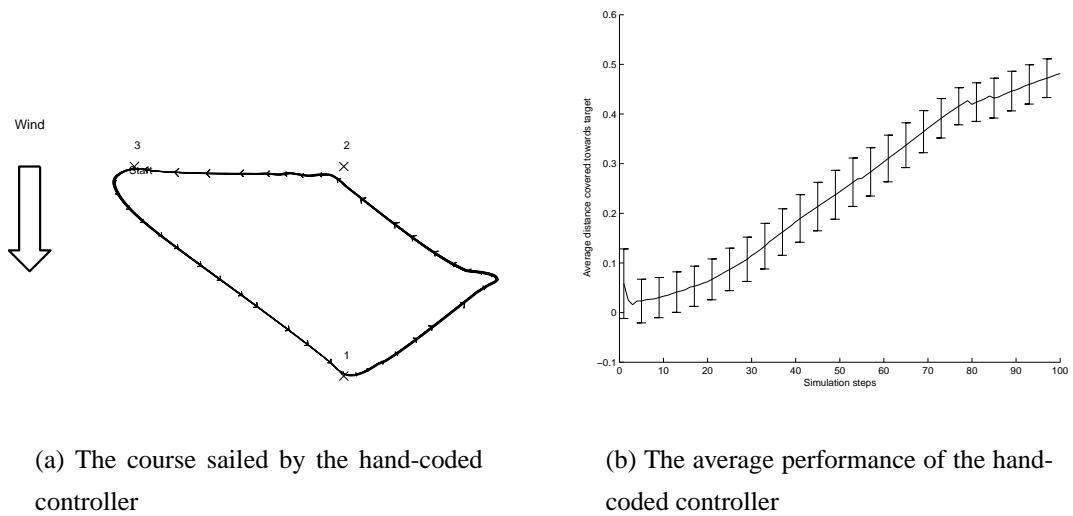 Wind
3
2
Start
1
0.6
0.5
0.4
0.3
0.2
0.1
0
−0.1
0
10
20
30
40
50
60
70
80
90
100
Average distance covered towards target
Simulation steps
(a) The course sailed by the hand-coded
controller
(b) The average performance of the hand-
coded controller